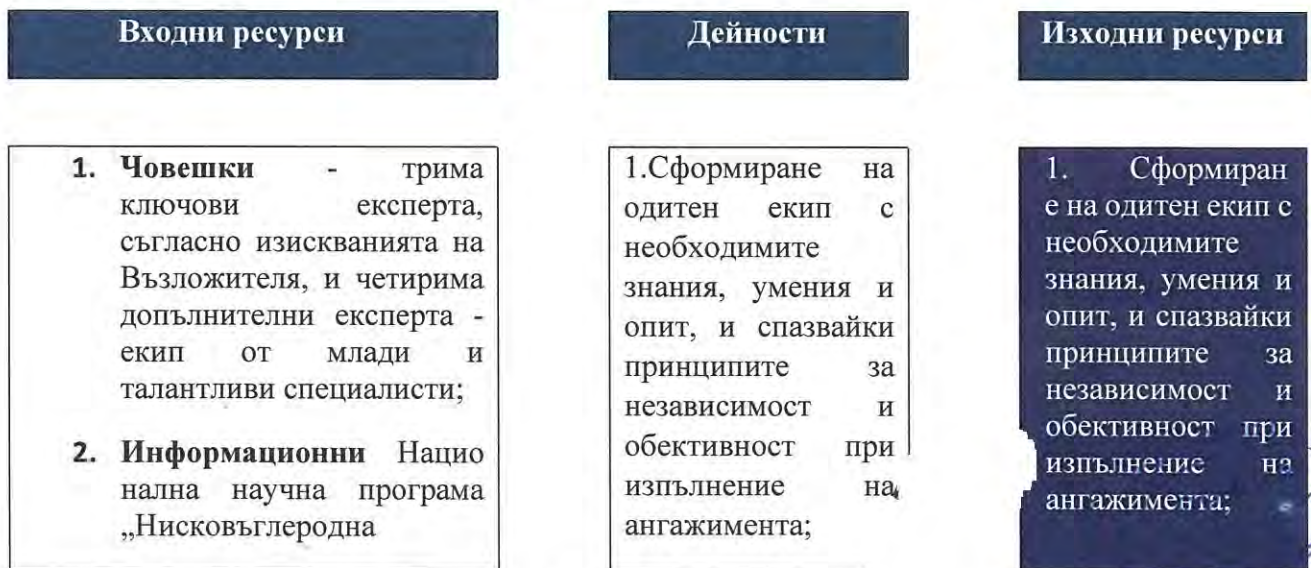 Входни ресурси
Дейности
Изходни ресурси
1. Човешки - трима
ключови експерта,
съгласно изискванията на
Възложителя, и четирима
допълнителни експерта -
екип от млади и
талантливи специалисти;
2. Информационни Нацио
нална научна програма
„Нисковъглеродна
1.Сформиране на
одитен екип с
необходимите
знания, умения и
опит, и спазвайки
принципите за
независимост и
обективност при
изпълнение на
ангажимента;
1. Сформиран
е на одитен екип с
необходимите
знания, умения и
опит, и спазвайки
принципите за
независимост и
обективност при
изпълнение на
ангажимента;